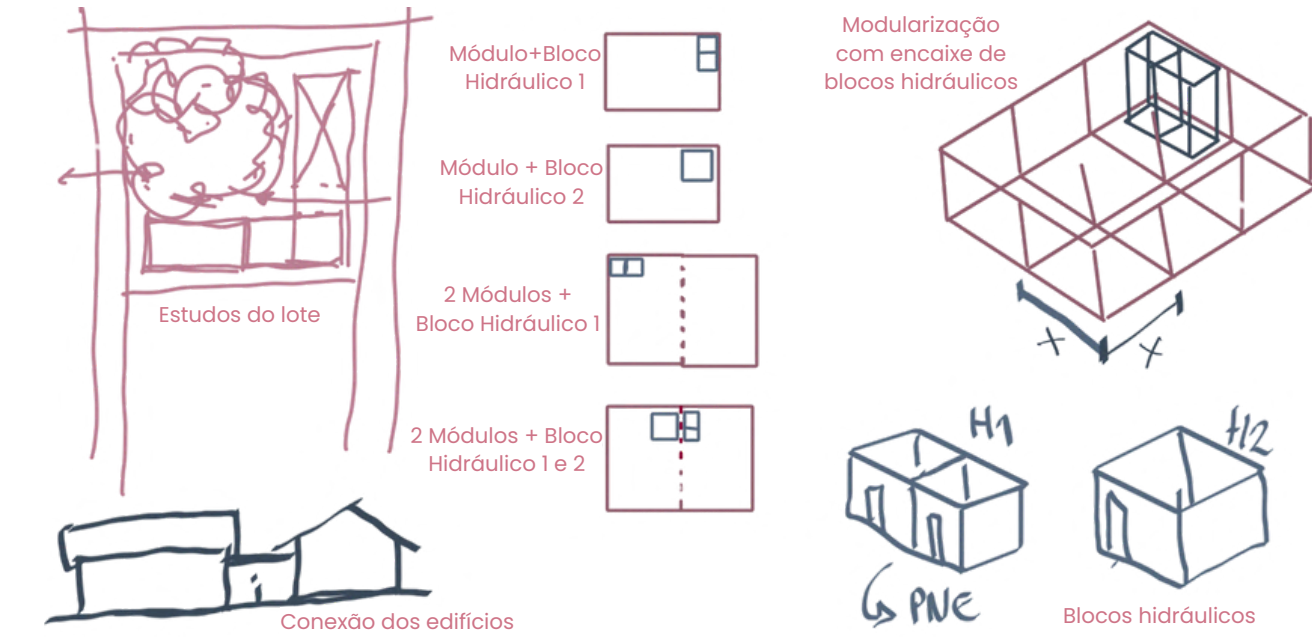 Estudos do lote
Conexão dos edifícios
Módulo+Bloco
Hidráulico 1
Módulo + Bloco
Hidráulico 2
2 Módulos +
Bloco Hidráulico 1
2 Módulos + Bloco
Hidráulico 1 e 2
Modularização
com encaixe de
blocos hidráulicos
X
X
H1
H2
PNE
Blocos hidráulicos